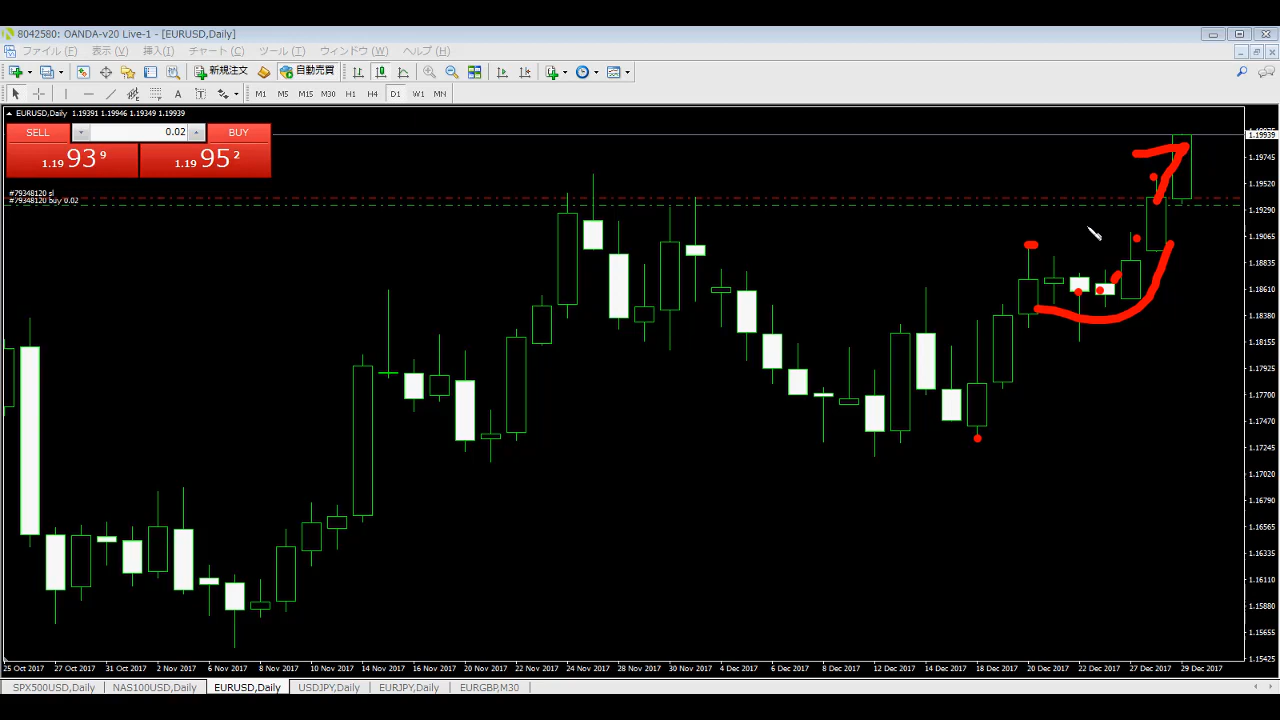 8042580: OANDA-v20 Live-1 - [EURUSD,Daily]
ファイル (F) 表示 (V) 挿入(I) チャート (C) ツール (T) ウィンドウ (W) ヘルプ (H)
新規注文 自動売買
A T M1 M5 M15 M30 H1 H4 D1 W1 MN
EURUSD,Daily 1.19391 1.19946 1.19349 1.19939
SELL 0.02 BUY
1.19 93 9 1.19 95 2
#79348120 sl
#79348120 buy 0.02
1.19939
1.19745
1.19520
1.19290
1.19065
1.18835
1.18610
1.18380
1.18155
1.17925
1.17700
1.17470
1.17245
1.17015
1.16790
1.16565
1.16335
1.16110
1.15880
1.15655
1.15425
25 Oct 2017 27 Oct 2017 31 Oct 2017 2 Nov 2017 6 Nov 2017 8 Nov 2017 10 Nov 2017 14 Nov 2017 16 Nov 2017 20 Nov 2017 22 Nov 2017 24 Nov 2017 28 Nov 2017 30 Nov 2017 4 Dec 2017 6 Dec 2017 8 Dec 2017 12 Dec 2017 14 Dec 2017 18 Dec 2017 20 Dec 2017 22 Dec 2017 27 Dec 2017 29 Dec 2017
SPX500USD,Daily NAS100USD,Daily EURUSD,Daily USDJPY,Daily EURJPY,Daily EURGBP,M30